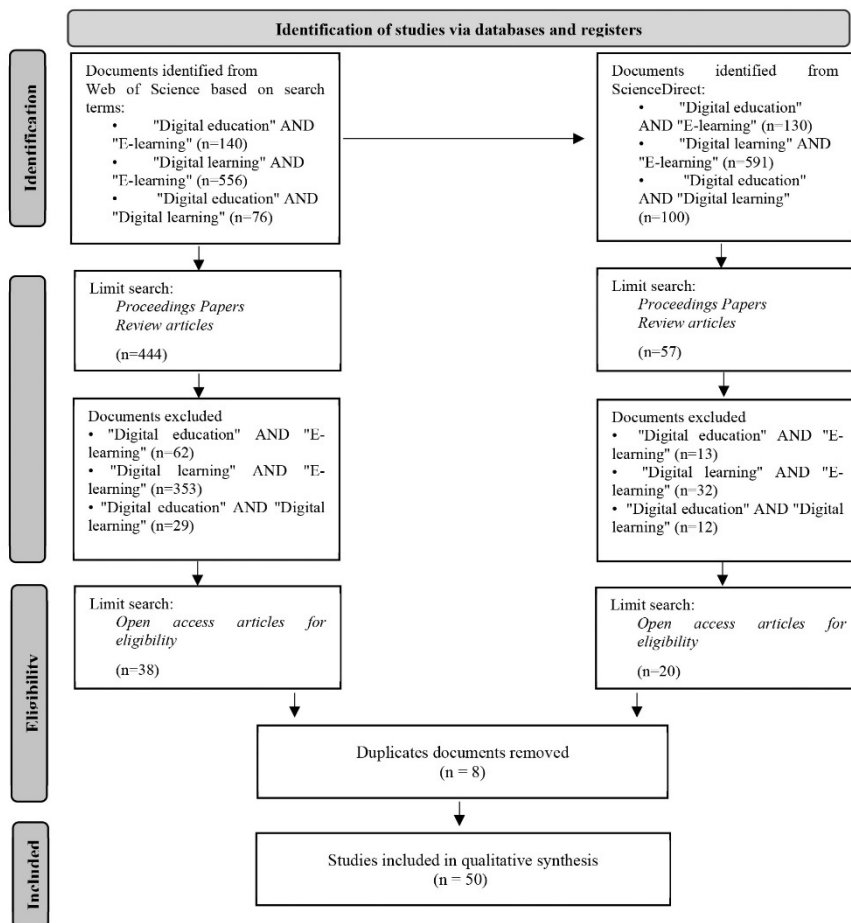 Identification of studies via databases and registers
Identification
Documents identified from
Web of Science based on search
terms:
• "Digital education" AND
"E-learning" (n=140)
• "Digital learning" AND
"E-learning" (n=556)
• "Digital education" AND
"Digital learning" (n=76)
Documents identified from
ScienceDirect:
• "Digital education"
AND "E-learning" (n=130)
• "Digital learning" AND
"E-learning" (n=591)
• "Digital education"
AND "Digital learning"
(n=100)
Limit search:
Proceedings Papers
Review articles
(n=444)
Limit search:
Proceedings Papers
Review articles
(n=57)
Documents excluded
• "Digital education" AND "E-
learning" (n=62)
• "Digital learning" AND "E-
learning" (n=353)
• "Digital education" AND "Digital
learning" (n=29)
Documents excluded
• "Digital education" AND "E-
learning" (n=13)
• "Digital learning" AND "E-
learning" (n=32)
• "Digital education" AND "Digital
learning" (n=12)
Eligibility
Limit search:
Open access articles for
eligibility
(n=38)
Limit search:
Open access articles for
eligibility
(n=20)
Duplicates documents removed
(n = 8)
Included
Studies included in qualitative synthesis
(n = 50)